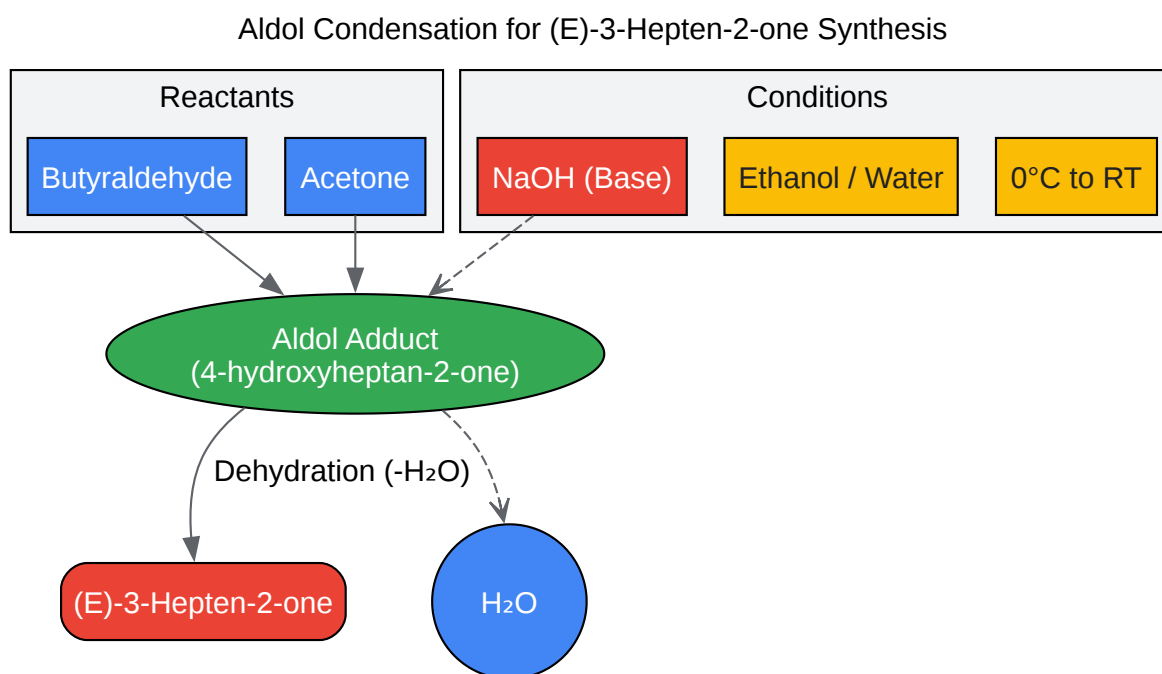 Aldol Condensation for (E)-3-Hepten-2-one Synthesis
Reactants
Conditions
Butyraldehyde
Acetone
NaOH (Base)
Ethanol / Water
0°C to RT
Aldol Adduct
(4-hydroxyheptan-2-one)
Dehydration (-H₂O)
(E)-3-Hepten-2-one
H₂O